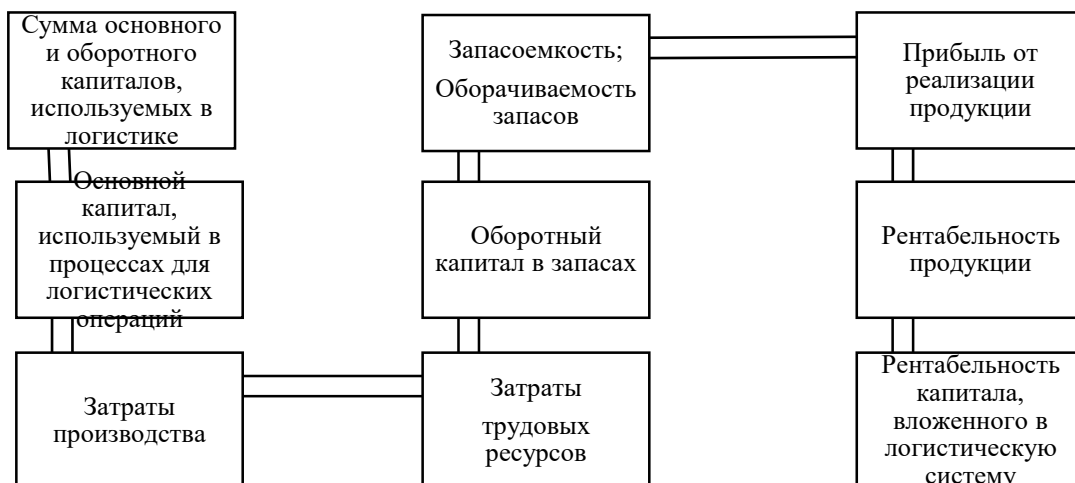 Сумма основного
и оборотного
капиталов,
используемых в
логистике
Основной
капитал,
используемый в
процессах для
логистических
операций
Затраты
производства
Затраты
трудовых
ресурсов
Оборотный
капитал в запасах
Запасоемкость;
Оборачиваемость
запасов
Прибыль от
реализации
продукции
Рентабельность
продукции
Рентабельность
капитала,
вложенного в
логистическую
систему